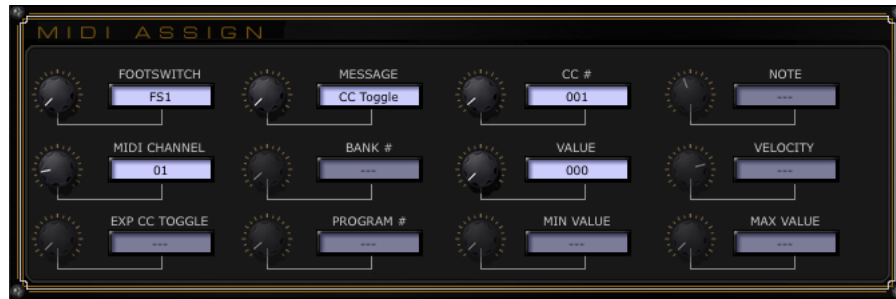 MIDI ASSIGN
FOOTSWITCH MESSAGE CC # NOTE
FS1 CC Toggle 001 ---
MIDI CHANNEL BANK # VALUE VELOCITY
01 --- 000 ---
EXP CC TOGGLE PROGRAM # MIN VALUE MAX VALUE
--- --- --- ---